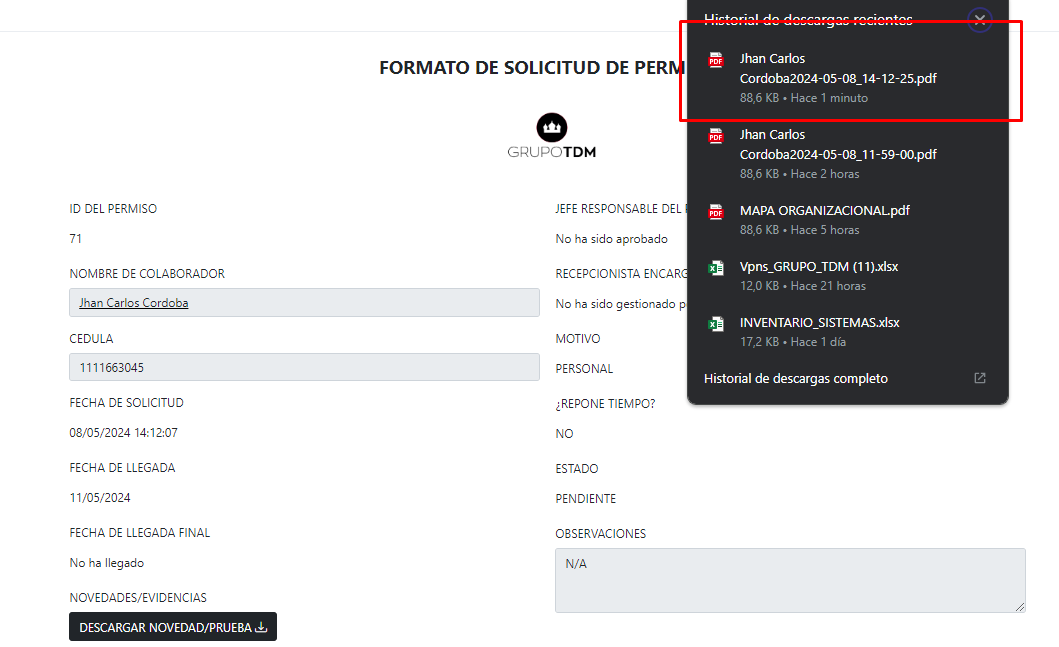 FORMATO DE SOLICITUD DE PERM
GRUPOTDM
ID DEL PERMISO
71
NOMBRE DE COLABORADOR
Jhan Carlos Cordoba
CEDULA
1111663045
FECHA DE SOLICITUD
08/05/2024 14:12:07
FECHA DE LLEGADA
11/05/2024
FECHA DE LLEGADA FINAL
No ha llegado
NOVEDADES/EVIDENCIAS
DESCARGAR NOVEDAD/PRUEBA
JEFE RESPONSABLE DEL
No ha sido aprobado
RECEPCIONISTA ENCARG
No ha sido gestionado p
MOTIVO
PERSONAL
¿REPONE TIEMPO?
NO
ESTADO
PENDIENTE
OBSERVACIONES
N/A
Historial de descargas recientes
PDF
Jhan Carlos
Cordoba2024-05-08_14-12-25.pdf
88,6 KB • Hace 1 minuto
PDF
Jhan Carlos
Cordoba2024-05-08_11-59-00.pdf
88,6 KB • Hace 2 horas
PDF
MAPA ORGANIZACIONAL.pdf
88,6 KB • Hace 5 horas
Vpns_GRUPO_TDM (11).xlsx
12,0 KB • Hace 21 horas
INVENTARIO_SISTEMAS.xlsx
17,2 KB • Hace 1 día
Historial de descargas completo